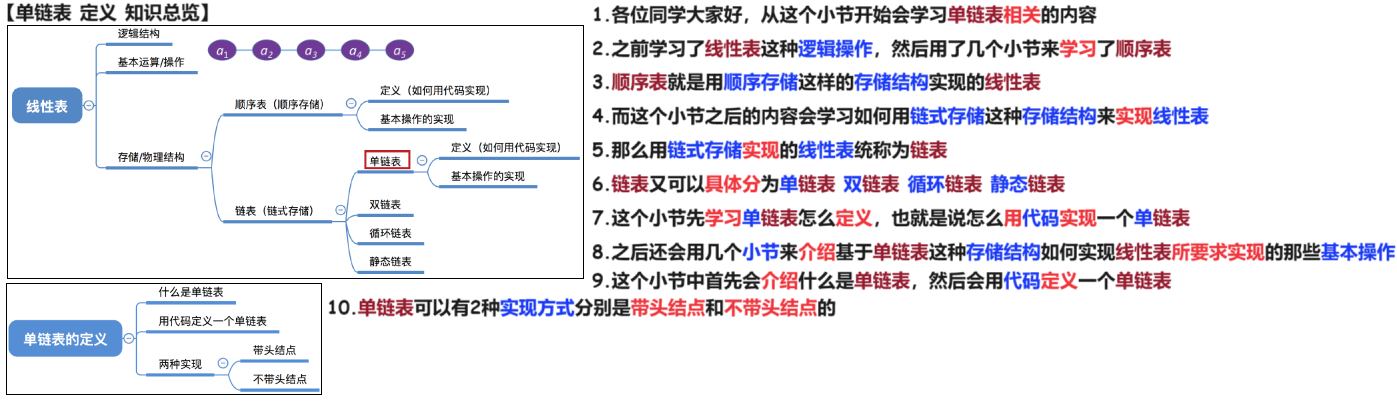 【单链表 定义 知识总览】
线性表
逻辑结构
a1 a2 a3 a4 a5
基本运算/操作
存储/物理结构
顺序表（顺序存储）
定义（如何用代码实现）
基本操作的实现
链表（链式存储）
单链表
定义（如何用代码实现）
基本操作的实现
双链表
循环链表
静态链表
单链表的定义
什么是单链表
用代码定义一个单链表
两种实现
带头结点
不带头结点
1.各位同学大家好，从这个小节开始会学习单链表相关的内容
2.之前学习了线性表这种逻辑操作，然后用了几个小节来学习了顺序表
3.顺序表就是用顺序存储这样的存储结构实现的线性表
4.而这个小节之后的内容会学习如何用链式存储这种存储结构来实现线性表
5.那么用链式存储实现的线性表统称为链表
6.链表又可以具体分为单链表 双链表 循环链表 静态链表
7.这个小节先学习单链表怎么定义，也就是说怎么用代码实现一个单链表
8.之后还会用几个小节来介绍基于单链表这种存储结构如何实现线性表所要求实现的那些基本操作
9.这个小节中首先会介绍什么是单链表，然后会用代码定义一个单链表
10.单链表可以有2种实现方式分别是带头结点和不带头结点的